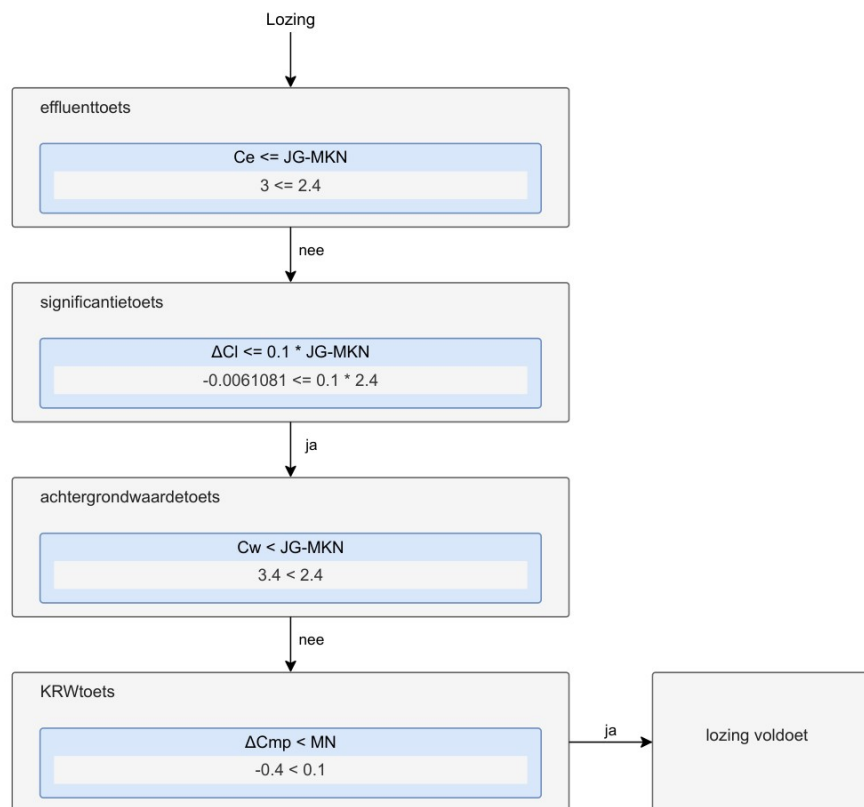 Lozing
effluenttoets
Ce <= JG-MKN
3 <= 2.4
nee
significantietoets
ΔCl <= 0.1 * JG-MKN
-0.0061081 <= 0.1 * 2.4
ja
achtergrondwaardetoets
Cw < JG-MKN
3.4 < 2.4
nee
KRWtoets
ΔCmp < MN
-0.4 < 0.1
ja
lozing voldoet